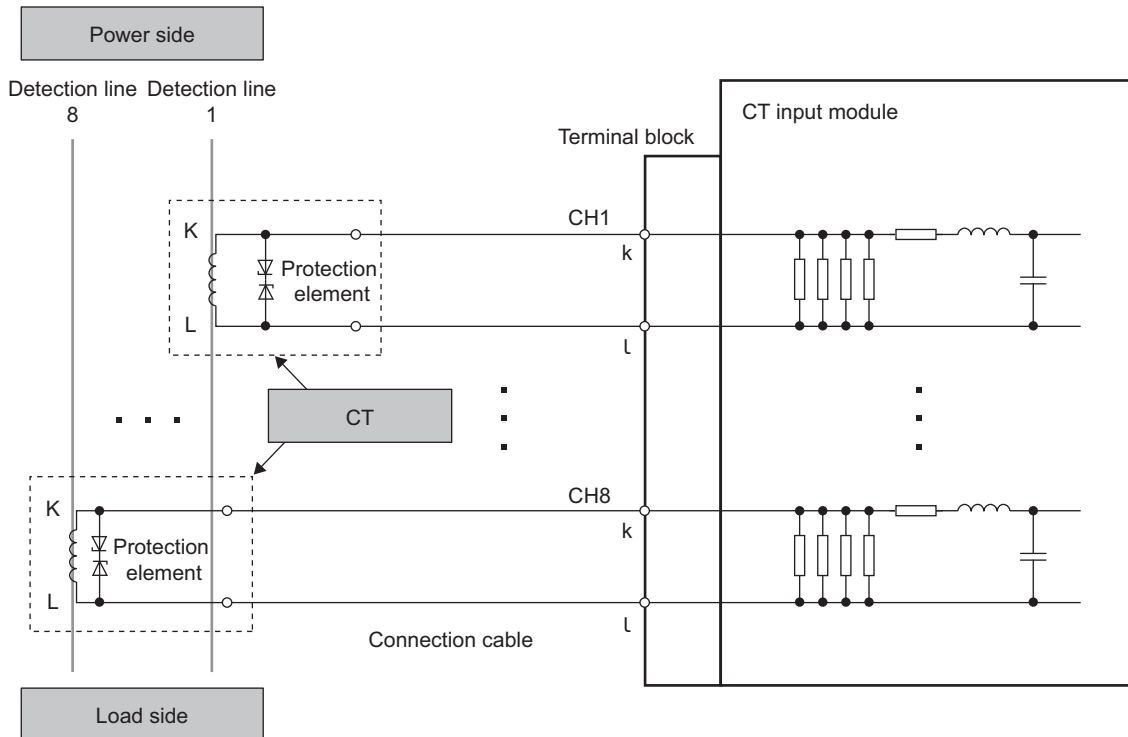 Power side
Detection line Detection line
8 1
CT input module
Terminal block
K
CH1
k
Protection
element
L
l
CT
K
CH8
k
Protection
element
L
l
Connection cable
Load side